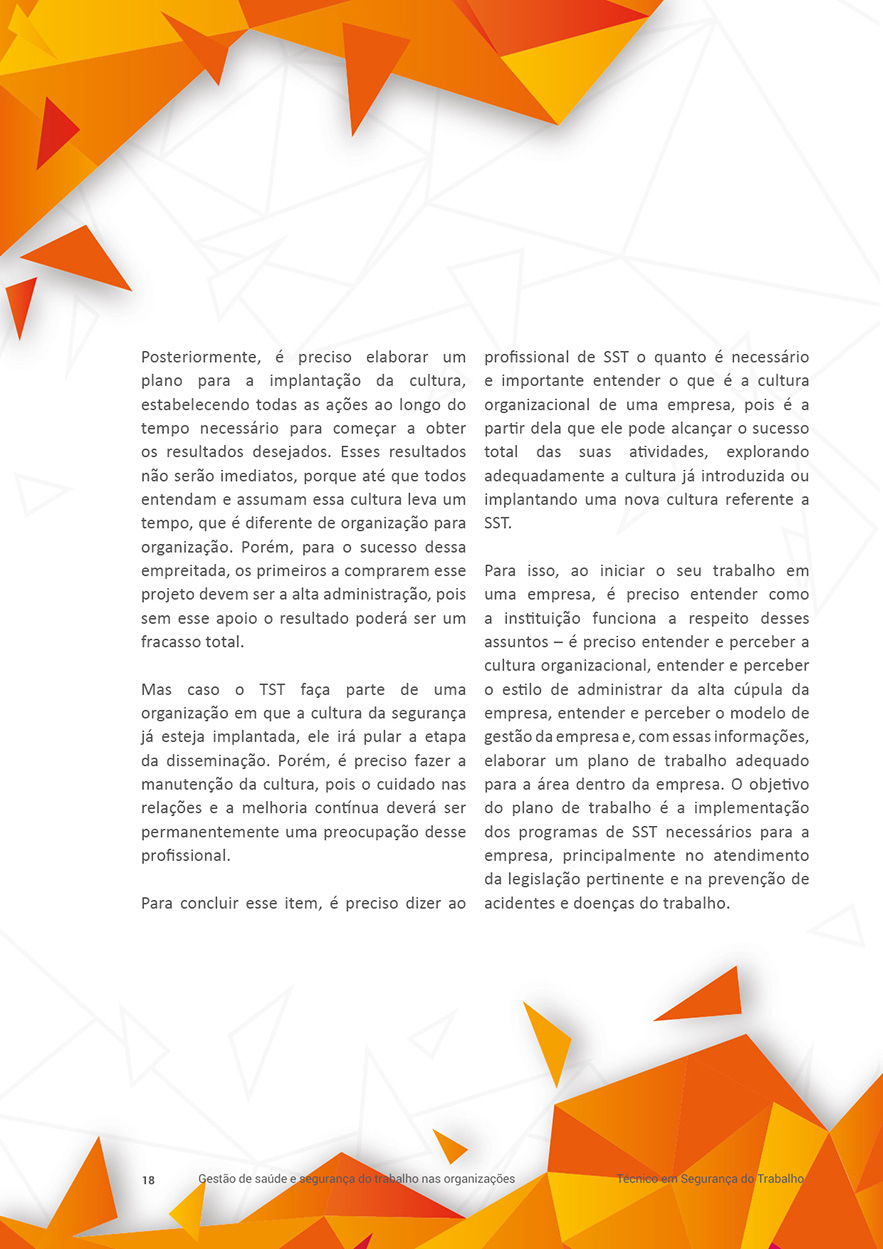 Posteriormente, é preciso elaborar um
plano para a implantação da cultura,
estabelecendo todas as ações ao longo do
tempo necessário para começar a obter
os resultados desejados. Esses resultados
não serão imediatos, porque até que todos
entendam e assumam essa cultura leva um
tempo, que é diferente de organização para
organização. Porém, para o sucesso dessa
empreitada, os primeiros a comprarem esse
projeto devem ser a alta administração, pois
sem esse apoio o resultado poderá ser um
fracasso total.
Mas caso o TST faça parte de uma
organização em que a cultura da segurança
já esteja implantada, ele irá pular a etapa
da disseminação. Porém, é preciso fazer a
manutenção da cultura, pois o cuidado nas
relações e a melhoria contínua deverá ser
permanentemente uma preocupação desse
profissional.
Para concluir esse item, é preciso dizer ao
profissional de SST o quanto é necessário
e importante entender o que é a cultura
organizacional de uma empresa, pois é a
partir dela que ele pode alcançar o sucesso
total das suas atividades, explorando
adequadamente a cultura já introduzida ou
implantando uma nova cultura referente a
SST.
Para isso, ao iniciar o seu trabalho em
uma empresa, é preciso entender como
a instituição funciona a respeito desses
assuntos – é preciso entender e perceber a
cultura organizacional, entender e perceber
o estilo de administrar da alta cúpula da
empresa, entender e perceber o modelo de
gestão da empresa e, com essas informações,
elaborar um plano de trabalho adequado
para a área dentro da empresa. O objetivo
do plano de trabalho é a implementação
dos programas de SST necessários para a
empresa, principalmente no atendimento
da legislação pertinente e na prevenção de
acidentes e doenças do trabalho.
18 Gestão de saúde e segurança do trabalho nas organizações Técnico em Segurança do Trabalho